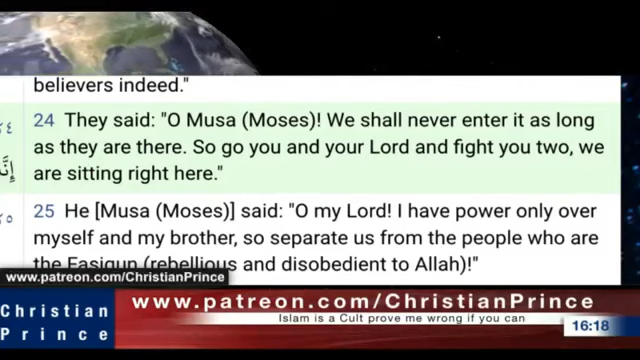 believers indeed."
24 They said: "O Musa (Moses)! We shall never enter it as long
as they are there. So go you and your Lord and fight you two, we
are sitting right here."
25 He [Musa (Moses)] said: "O my Lord! I have power only over
myself and my brother, so separate us from the people who are
the Fasiqun (rebellious and disobedient to Allah)!"
www.patreon.com/ChristianPrince
Christian
Prince
www.patreon.com/ChristianPrince
Islam is a Cult prove me wrong if you can
16:18